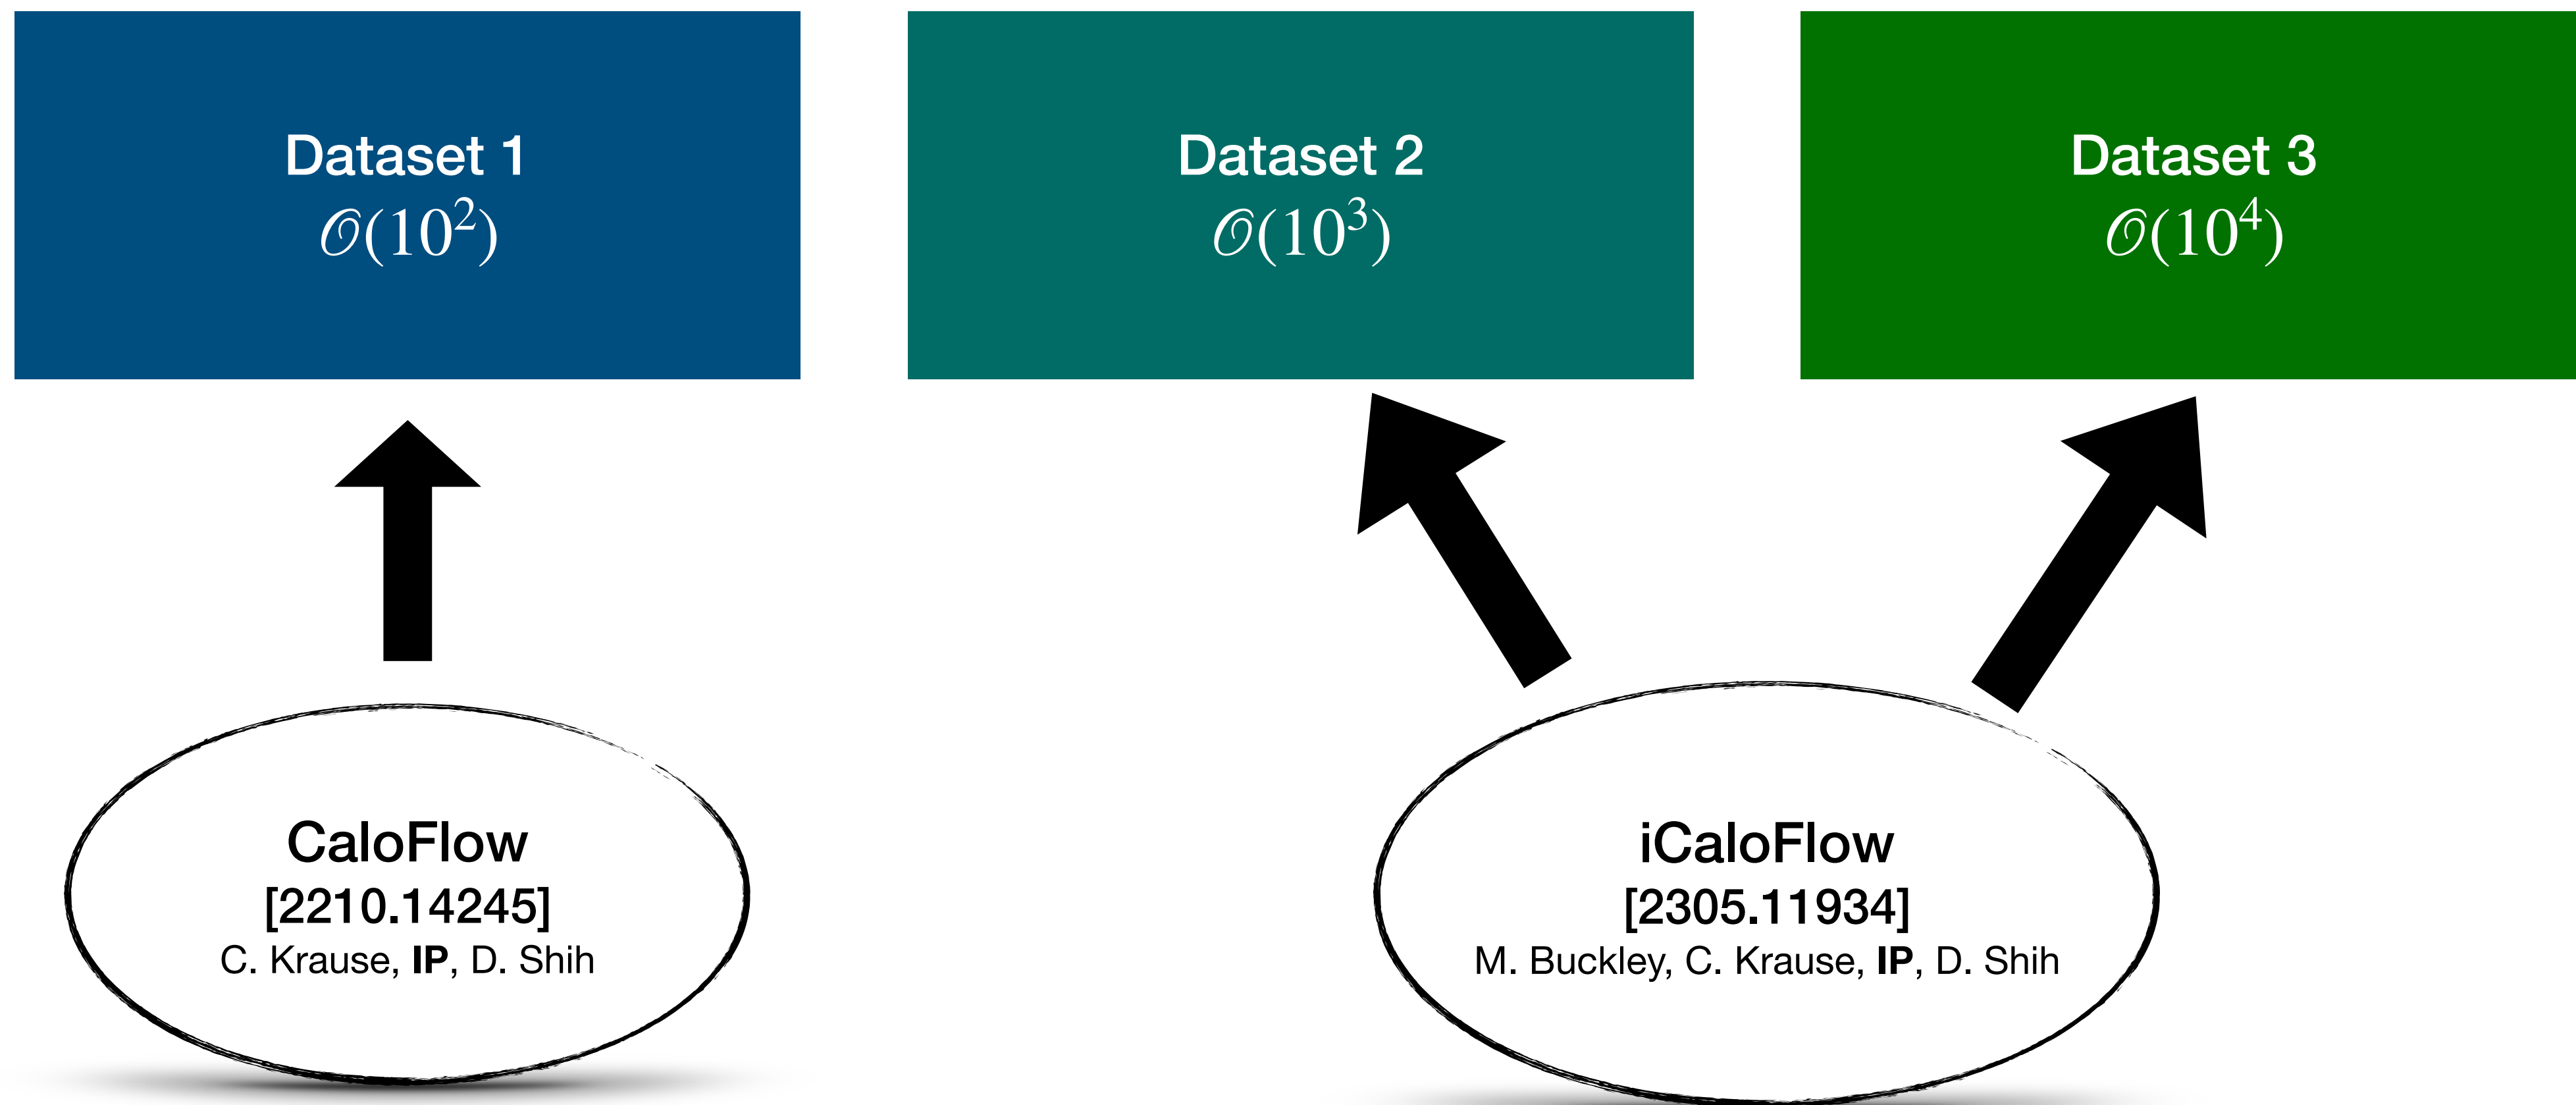 Dataset 1
𝒪(10²)
Dataset 2
𝒪(10³)
Dataset 3
𝒪(10⁴)
CaloFlow
[2210.14245]
C. Krause, IP, D. Shih
iCaloFlow
[2305.11934]
M. Buckley, C. Krause, IP, D. Shih